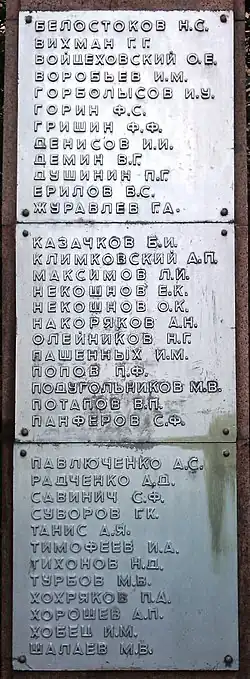 БЕЛОСТОКОВ Н.С.
ВИХМАН Г.Г.
ВОЙЦЕХОВСКИЙ О.Е.
ВОРОБЬЕВ И.М.
ГОРБОЛЫСОВ И.У.
ГОРИН Ф.С.
ГРИШИН Ф.Ф.
ДЕНИСОВ И.И.
ДЕМИН В.Г.
ДУШИНИН П.Г.
ЕРИЛОВ В.С.
ЖУРАВЛЕВ Г.А.
КАЗАЧКОВ Б.И.
КЛИМКОВСКИЙ А.П.
МАКСИМОВ Л.И.
НЕКОШНОВ Е.К.
НЕКОШНОВ О.К.
НАКОРЯКОВ А.Н.
ОЛЕЙНИКОВ Н.Г.
ПАШЕННЫХ И.М.
ПОПОВ П.Ф.
ПОДУГОЛЬНИКОВ М.В.
ПОТАПОВ В.П.
ПАНФЕРОВ С.Ф.
ПАВЛЮЧЕНКО А.С.
РАДЧЕНКО А.Д.
САВИНИЧ С.Ф.
СУВОРОВ Г.К.
ТАНИС А.Я.
ТИМОФЕЕВ И.А.
ТИХОНОВ Н.Д.
ТУРБОВ М.В.
ХОХРЯКОВ П.А.
ХОРОШЕВ А.П.
ХОБЕЦ И.М.
ШАЛАЕВ М.Б.